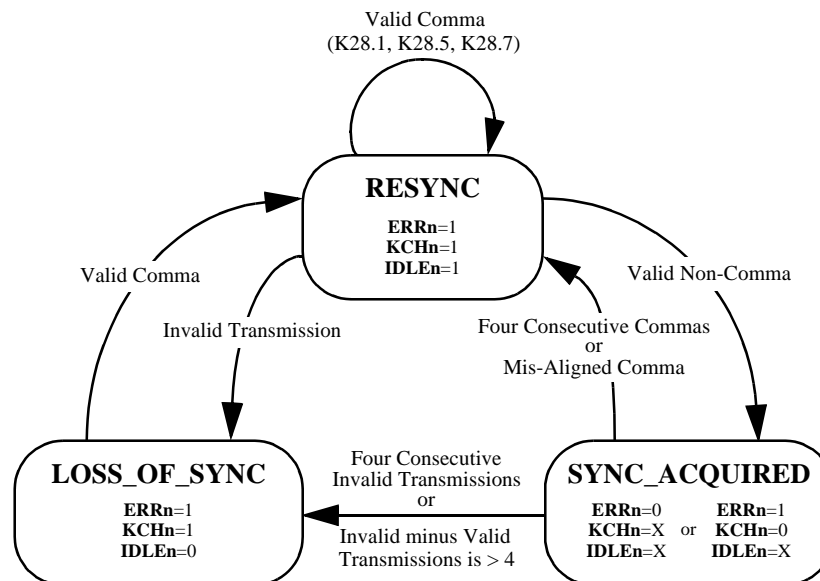 Valid Comma
(K28.1, K28.5, K28.7)
RESYNC
ERRn=1
KCHn=1
IDLEn=1
Valid Comma
Valid Non-Comma
Invalid Transmission
Four Consecutive Commas
or
Mis-Aligned Comma
LOSS_OF_SYNC
ERRn=1
KCHn=1
IDLEn=0
Four Consecutive
Invalid Transmissions
or
Invalid minus Valid
Transmissions is > 4
SYNC_ACQUIRED
ERRn=0 ERRn=1
KCHn=X or KCHn=0
IDLEn=X IDLEn=X